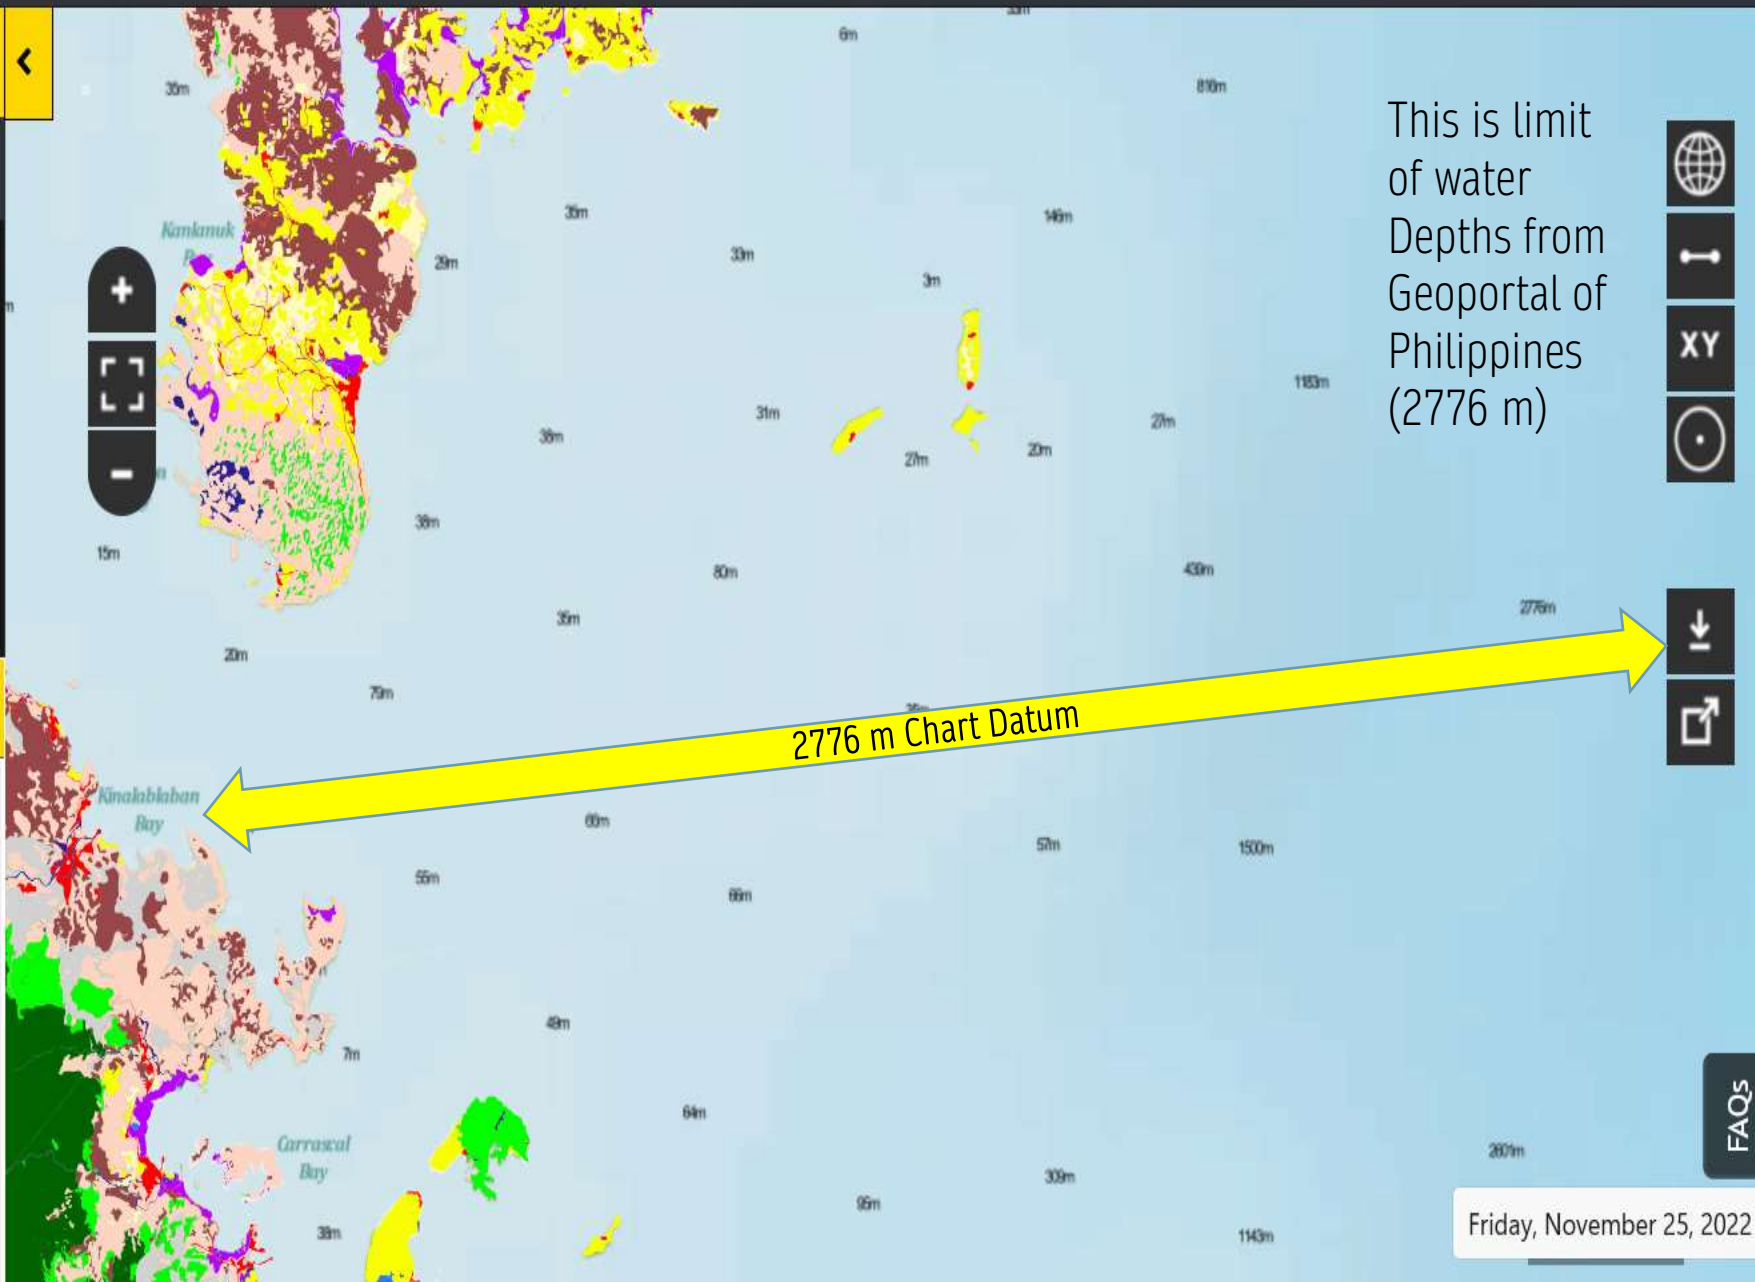 33m
6m
36m
816m
This is limit
of water
Depths from
Geoportal of
Philippines
(2776 m)
35m
146m
Kanlanuk
29m
33m
3m
XY
1183m
31m
27m
38m
27m
20m
38m
15m
80m
439m
2776m
35m
20m
79m
2776 m Chart Datum
Kinalablaban
Bay
66m
57m
1500m
55m
66m
49m
7m
64m
FAQs
Carrascal
Bay
2601m
309m
95m
38m
1143m
Friday, November 25, 2022